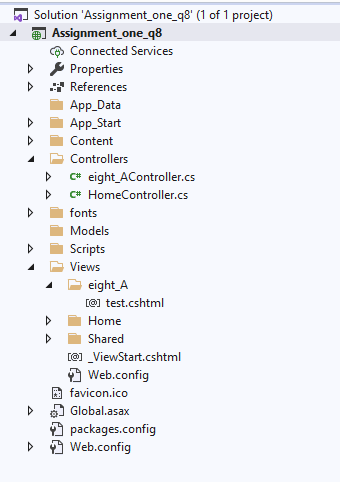 Solution 'Assignment_one_q8' (1 of 1 project)
Assignment_one_q8
Connected Services
Properties
References
App_Data
App_Start
Content
Controllers
C# eight_AController.cs
C# HomeController.cs
fonts
Models
Scripts
Views
eight_A
[@] test.cshtml
Home
Shared
[@] _ViewStart.cshtml
Web.config
favicon.ico
Global.asax
packages.config
Web.config